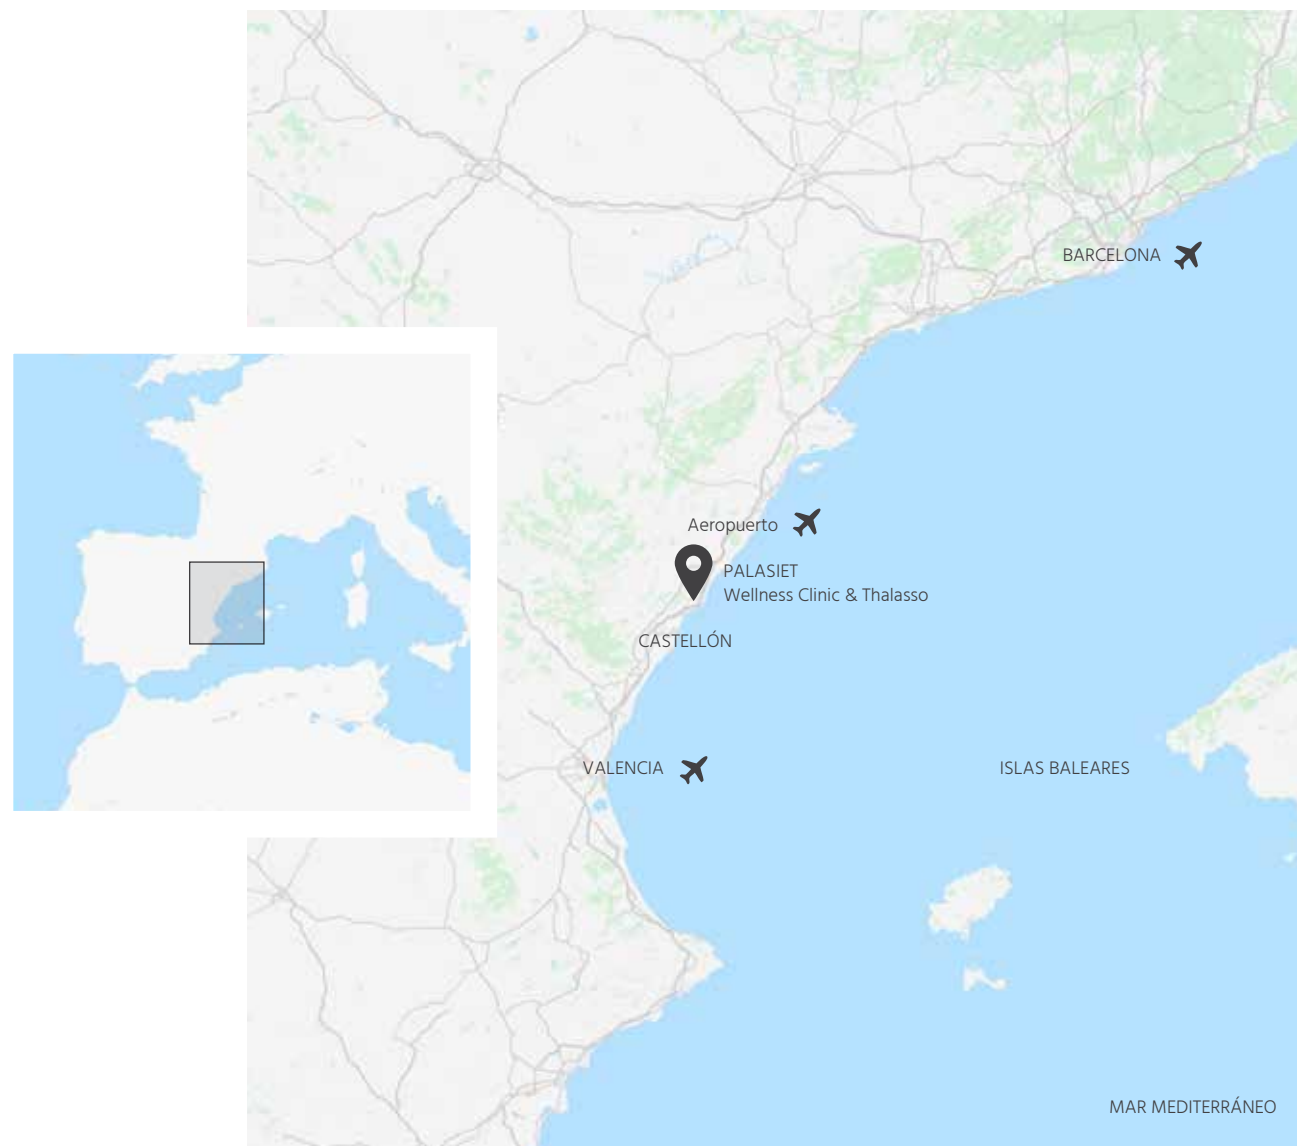 BARCELONA
Aeropuerto
PALASIET
Wellness Clinic & Thalasso
CASTELLÓN
VALENCIA
ISLAS BALEARES
MAR MEDITERRÁNEO